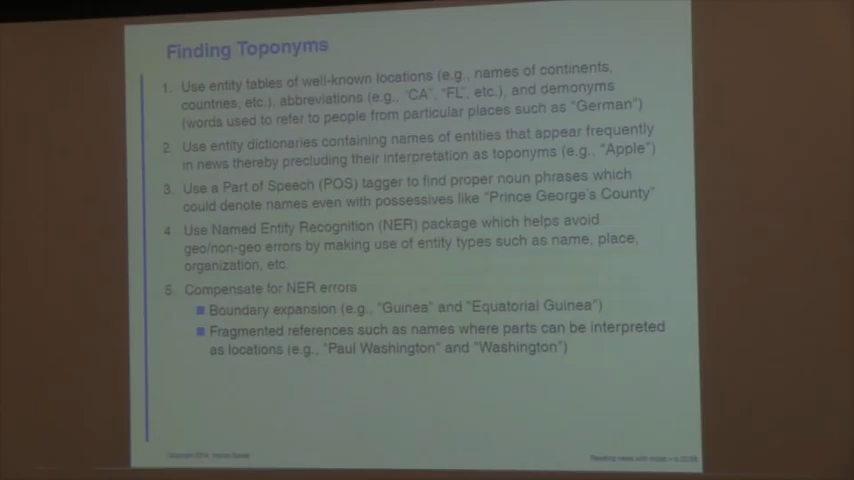 Finding Toponyms
1. Use entity tables of well-known locations (e.g., names of continents,
countries, etc.), abbreviations (e.g., "CA", "FL", etc.), and demonyms
(words used to refer to people from particular places such as "German")
2. Use entity dictionaries containing names of entities that appear frequently
in news thereby precluding their interpretation as toponyms (e.g., "Apple")
3. Use a Part of Speech (POS) tagger to find proper noun phrases which
could denote names even with possessives like "Prince George's County"
4. Use Named Entity Recognition (NER) package which helps avoid
geo/non-geo errors by making use of entity types such as name, place,
organization, etc.
5. Compensate for NER errors
Boundary expansion (e.g., "Guinea" and "Equatorial Guinea")
Fragmented references such as names where parts can be interpreted
as locations (e.g., "Paul Washington" and "Washington")